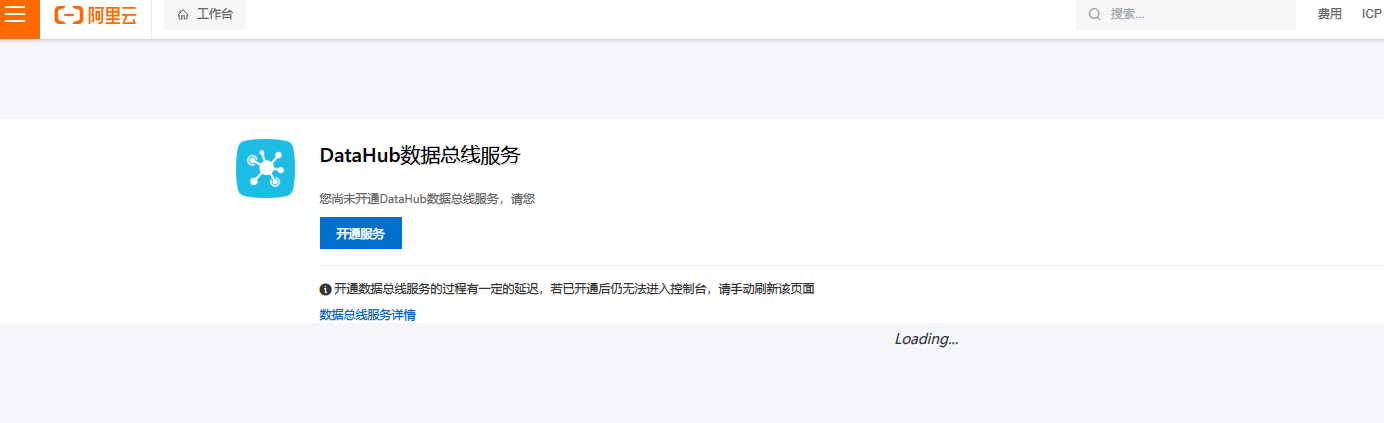 阿里云
工作台
搜索...
费用
ICP
DataHub数据总线服务
您尚未开通DataHub数据总线服务，请您
开通服务
开通数据总线服务的过程有一定的延迟，若已开通后仍无法进入控制台，请手动刷新该页面
数据总线服务详情
Loading...